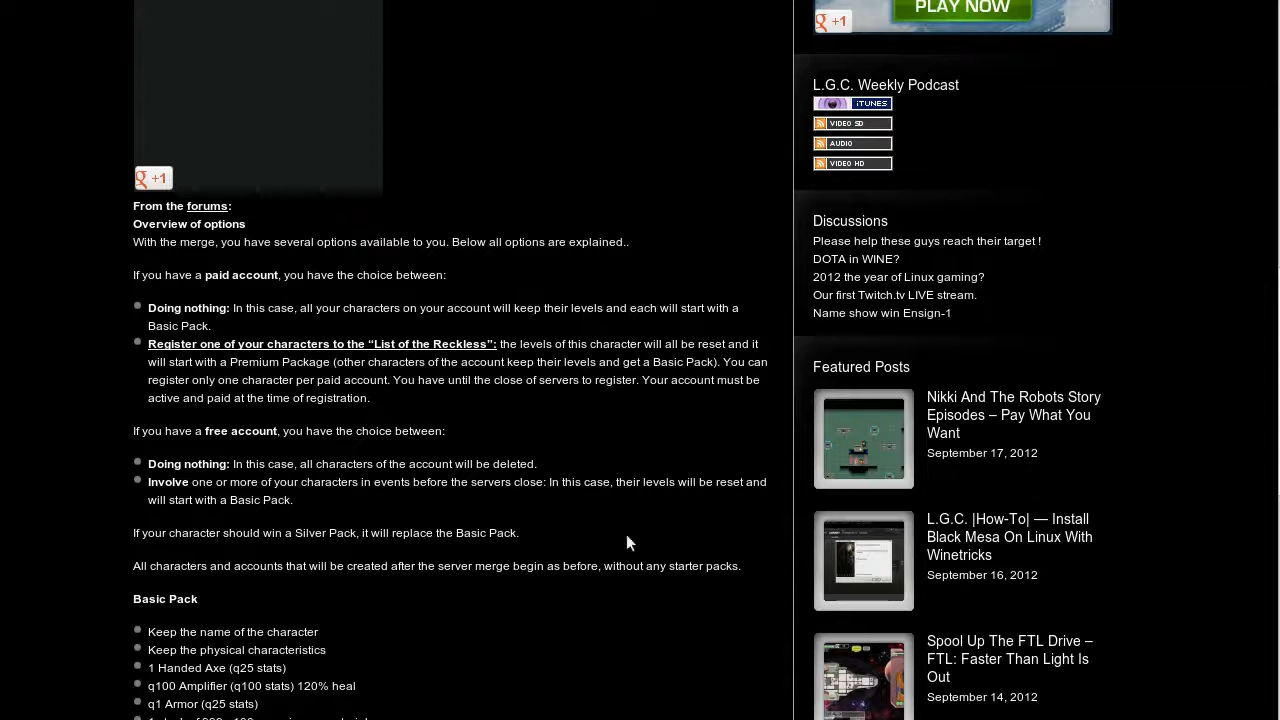 PLAY NOW
g +1
g +1
From the forums:
Overview of options
With the merge, you have several options available to you. Below all options are explained..
If you have a paid account, you have the choice between:
Doing nothing: In this case, all your characters on your account will keep their levels and each will start with a
Basic Pack.
Register one of your characters to the “List of the Reckless”: the levels of this character will all be reset and it
will start with a Premium Package (other characters of the account keep their levels and get a Basic Pack). You can
register only one character per paid account. You have until the close of servers to register. Your account must be
active and paid at the time of registration.
If you have a free account, you have the choice between:
Doing nothing: In this case, all characters of the account will be deleted.
Involve one or more of your characters in events before the servers close: In this case, their levels will be reset and
will start with a Basic Pack.
If your character should win a Silver Pack, it will replace the Basic Pack.
All characters and accounts that will be created after the server merge begin as before, without any starter packs.
Basic Pack
Keep the name of the character
Keep the physical characteristics
1 Handed Axe (q25 stats)
q100 Amplifier (q100 stats) 120% heal
q1 Armor (q25 stats)
L.G.C. Weekly Podcast
iTUNES
VIDEO SD
AUDIO
VIDEO HD
Discussions
Please help these guys reach their target !
DOTA in WINE?
2012 the year of Linux gaming?
Our first Twitch.tv LIVE stream.
Name show win Ensign-1
Featured Posts
Nikki And The Robots Story
Episodes – Pay What You
Want
September 17, 2012
L.G.C. |How-To| — Install
Black Mesa On Linux With
Winetricks
September 16, 2012
Spool Up The FTL Drive –
FTL: Faster Than Light Is
Out
September 14, 2012